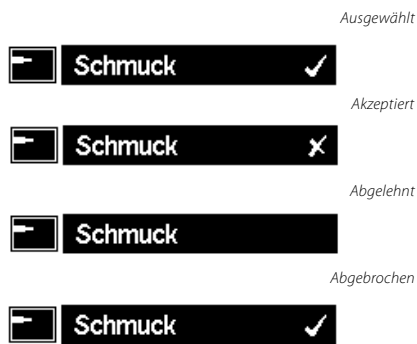 Ausgewählt
Schmuck ✓
Akzeptiert
Schmuck ✗
Abgelehnt
Schmuck
Abgebrochen
Schmuck ✓